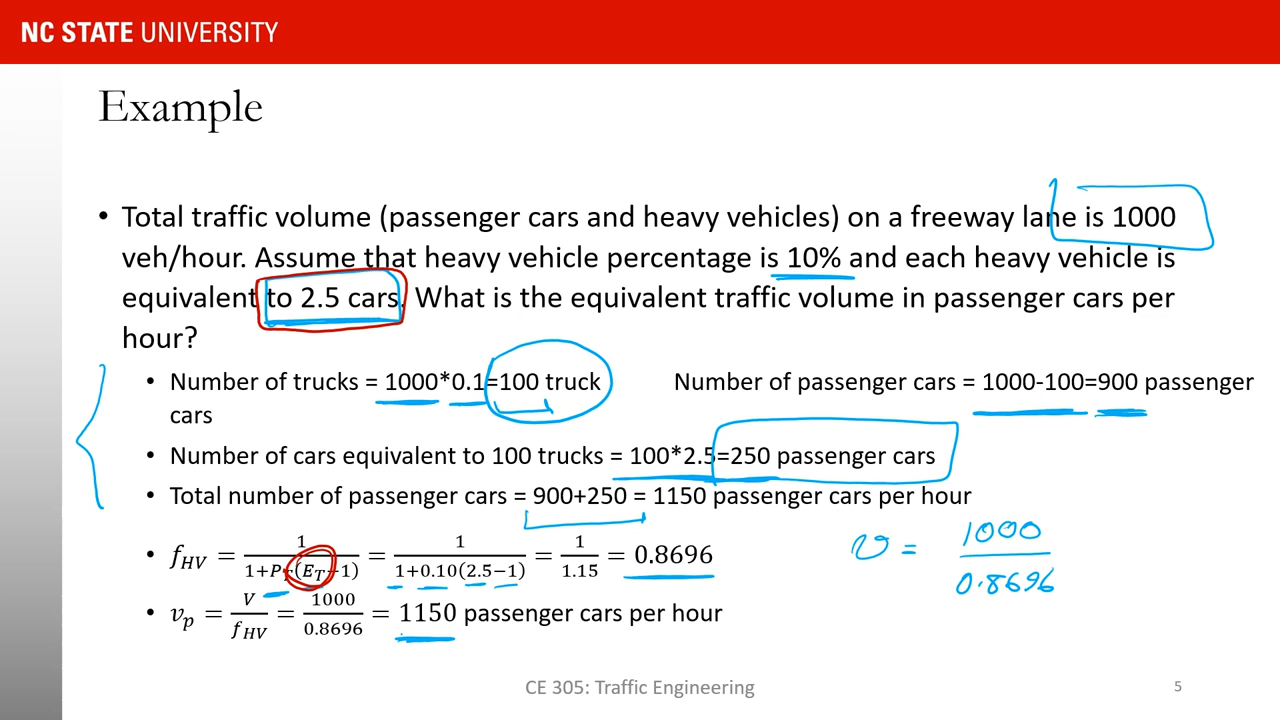 NC STATE UNIVERSITY
Example
• Total traffic volume (passenger cars and heavy vehicles) on a freeway lane is 1000
veh/hour. Assume that heavy vehicle percentage is 10% and each heavy vehicle is
equivalent to 2.5 cars. What is the equivalent traffic volume in passenger cars per
hour?
• Number of trucks = 1000*0.1=100 truck Number of passenger cars = 1000-100=900 passenger
cars
• Number of cars equivalent to 100 trucks = 100*2.5=250 passenger cars
• Total number of passenger cars = 900+250 = 1150 passenger cars per hour
• f_HV = 1/(1+P_T(E_T−1)) = 1/(1+0.10(2.5−1)) = 1/1.15 = 0.8696
v = 1000/0.8696
• v_p = V/f_HV = 1000/0.8696 = 1150 passenger cars per hour
CE 305: Traffic Engineering
5